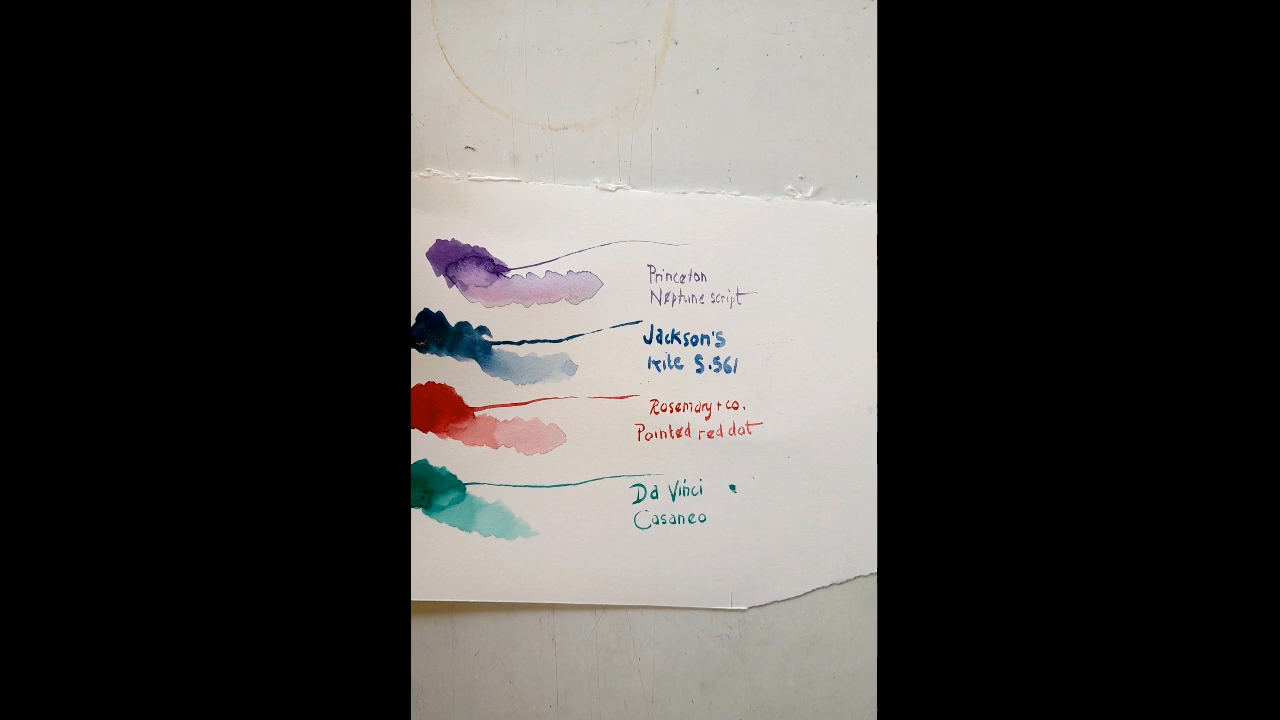 Princeton
Neptune script
Jackson's
kite S.561
Rosemary + co.
Pointed red dot
Da Vinci
Casaneo